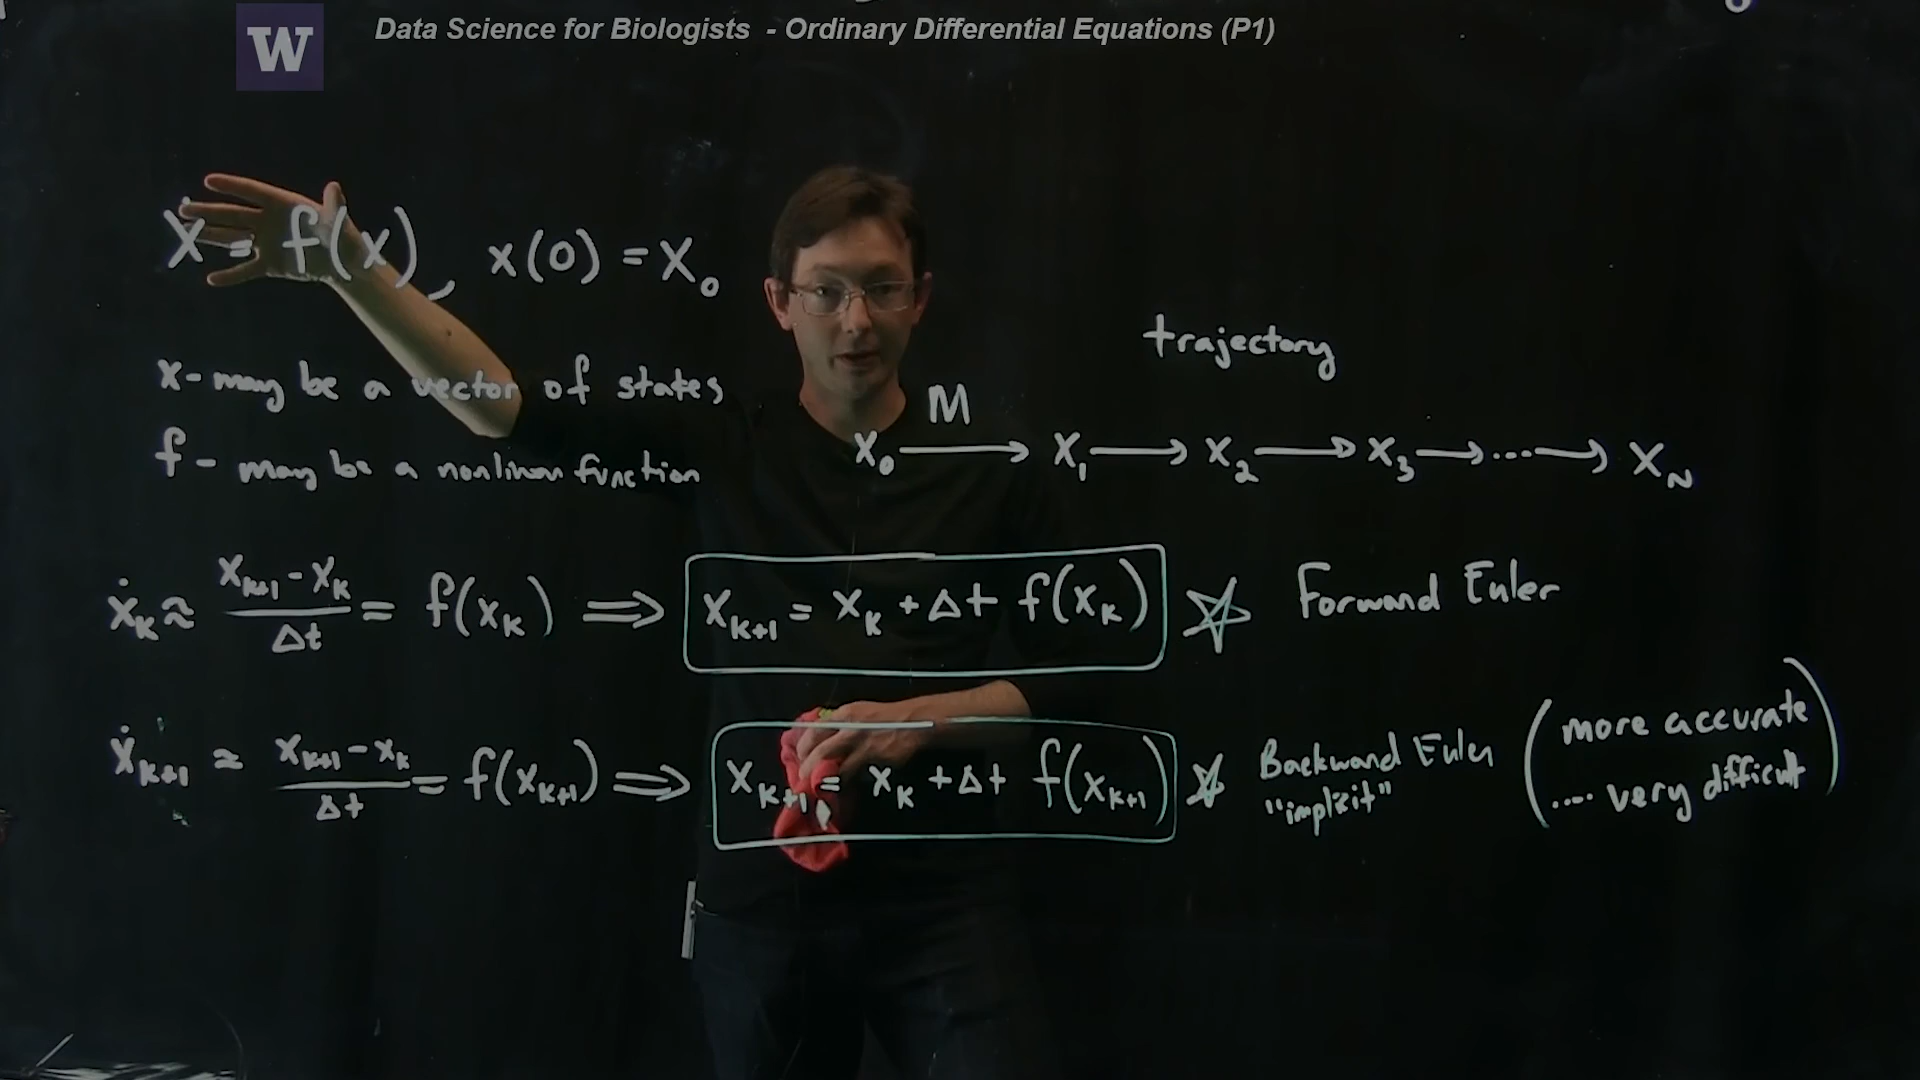 W
Data Science for Biologists - Ordinary Differential Equations (P1)
ẋ = f(x), x(0) = x₀
x - may be a vector of states
f - may be a nonlinear function
trajectory
M
x₀ → x₁ → x₂ → x₃ → .... → x_N
ẋ_k ≈ (x_{k+1} - x_k)/Δt = f(x_k) ⇒ x_{k+1} = x_k + Δt f(x_k) ☆ Forward Euler
ẋ_{k+1} ≈ (x_{k+1} - x_k)/Δt = f(x_{k+1}) ⇒ x_{k+1} = x_k + Δt f(x_{k+1}) ☆ Backward Euler
"implicit"
(more accurate
.... very difficult)